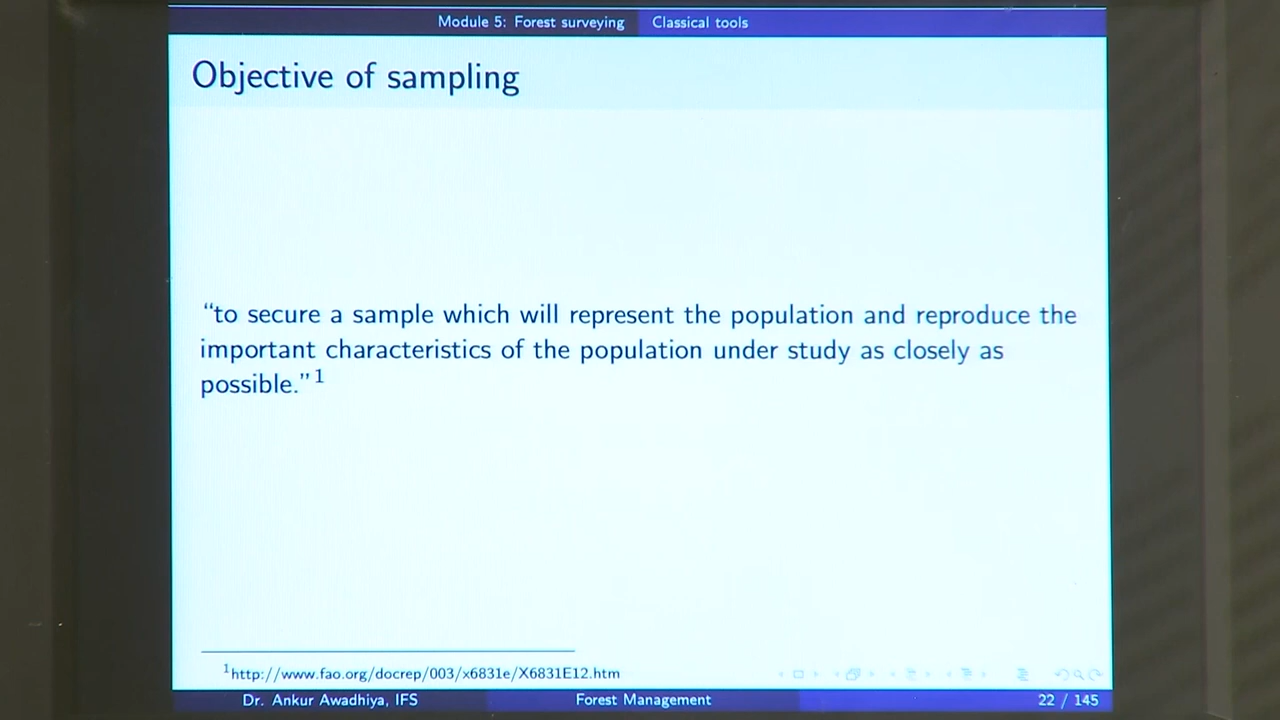 Module 5: Forest surveying Classical tools
Objective of sampling
“to secure a sample which will represent the population and reproduce the
important characteristics of the population under study as closely as
possible.”1
1http://www.fao.org/docrep/003/x6831e/X6831E12.htm
Dr. Ankur Awadhiya, IFS Forest Management 22 / 145